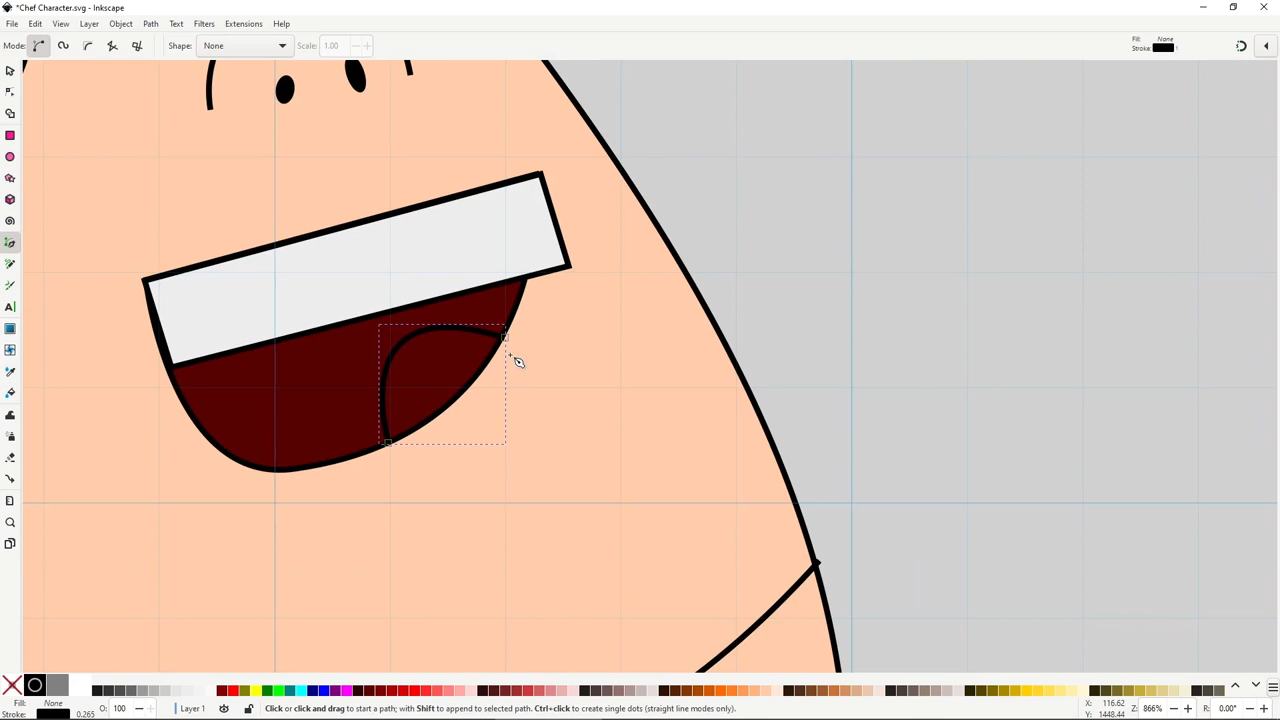 *Chef Character.svg - Inkscape
File Edit View Layer Object Path Text Filters Extensions Help
Mode: Shape: None Scale: 1.00 − + Fill: None
Stroke: 1
Fill: None
Stroke: 0.265 O: 100 − + Layer 1 Click or click and drag to start a path; with Shift to append to selected path. Ctrl+click to create single dots (straight line modes only). X: 116.62
Y: 1448.44 Z: 866% − + R: 0.00° − +